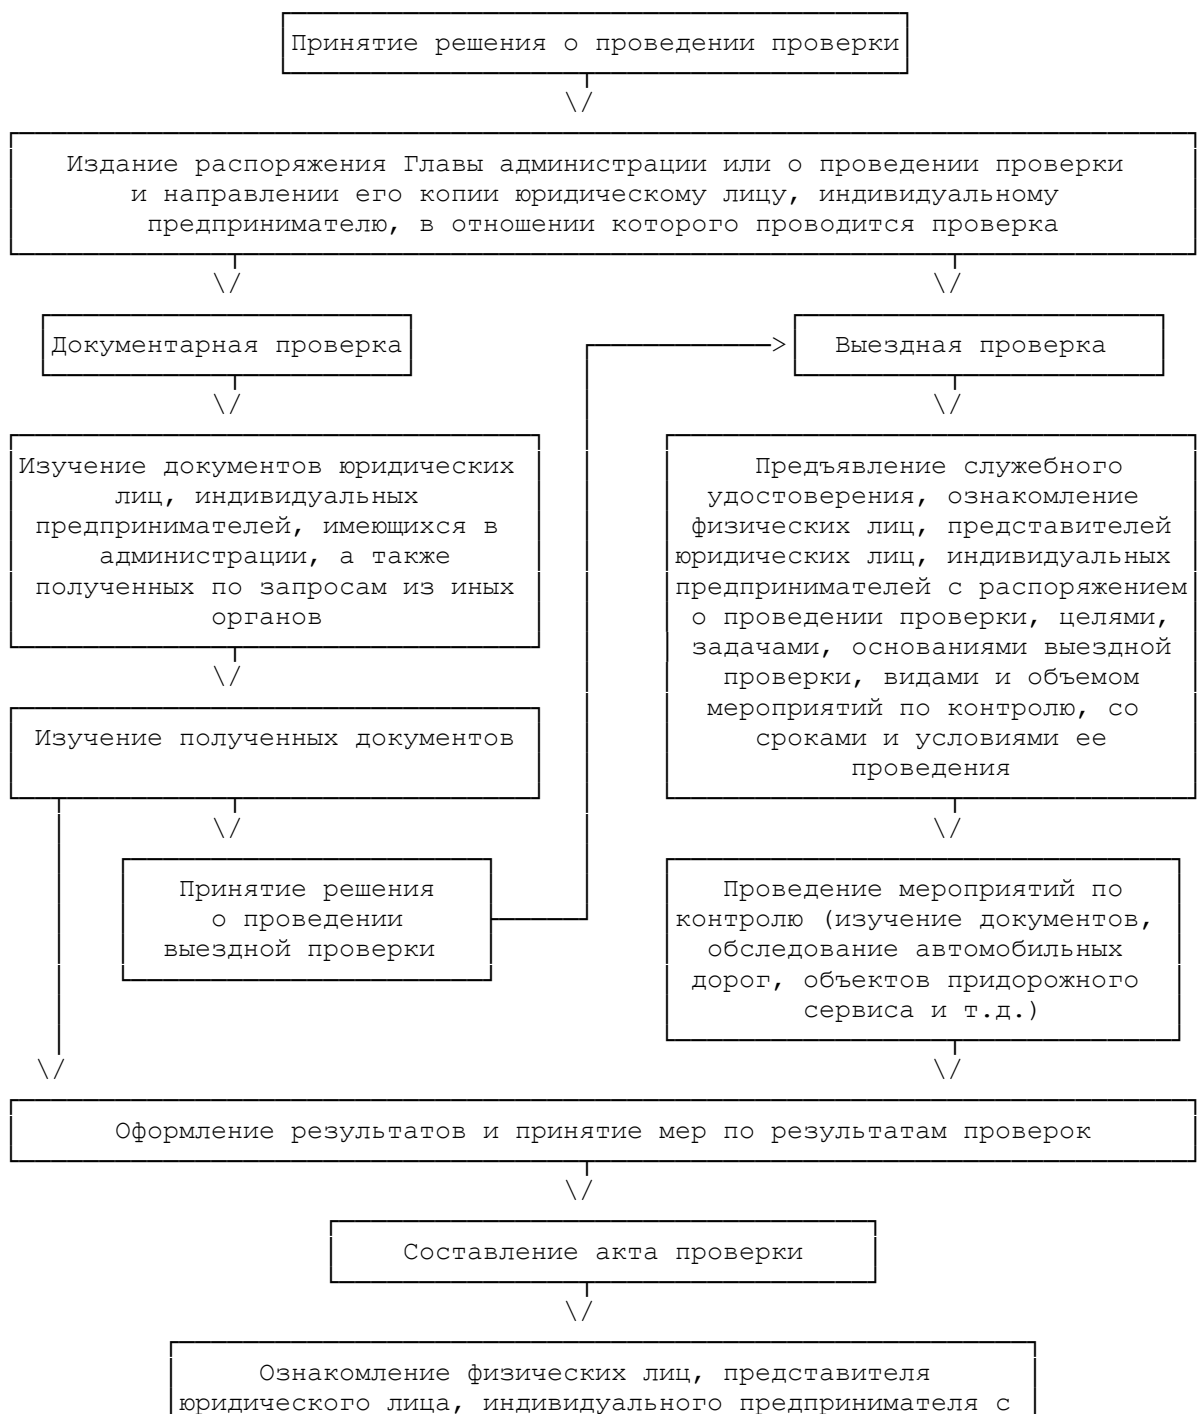 Принятие решения о проведении проверки
Издание распоряжения Главы администрации или о проведении проверки
и направлении его копии юридическому лицу, индивидуальному
предпринимателю, в отношении которого проводится проверка
Документарная проверка
Выездная проверка
Изучение документов юридических
лиц, индивидуальных
предпринимателей, имеющихся в
администрации, а также
полученных по запросам из иных
органов
Изучение полученных документов
Принятие решения
о проведении
выездной проверки
Предъявление служебного
удостоверения, ознакомление
физических лиц, представителей
юридических лиц, индивидуальных
предпринимателей с распоряжением
о проведении проверки, целями,
задачами, основаниями выездной
проверки, видами и объемом
мероприятий по контролю, со
сроками и условиями ее
проведения
Проведение мероприятий по
контролю (изучение документов,
обследование автомобильных
дорог, объектов придорожного
сервиса и т.д.)
Оформление результатов и принятие мер по результатам проверок
Составление акта проверки
Ознакомление физических лиц, представителя
юридического лица, индивидуального предпринимателя с